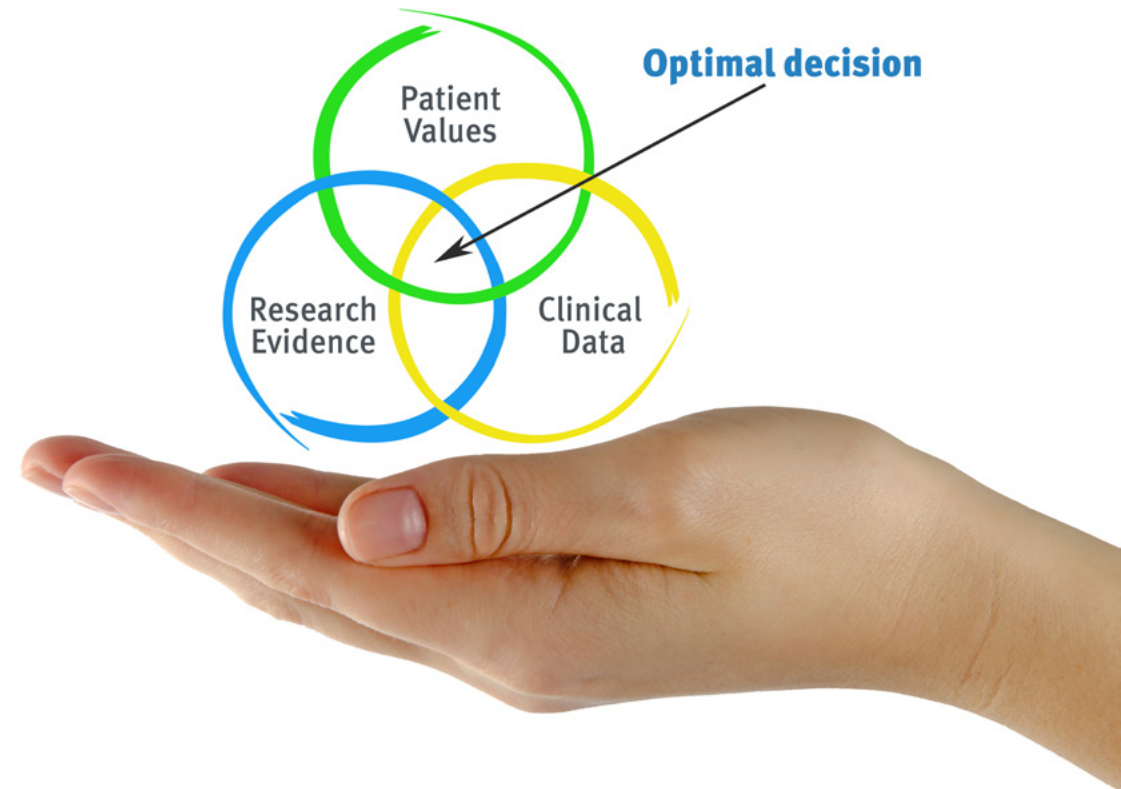 Optimal decision
Patient
Values
Research
Evidence
Clinical
Data